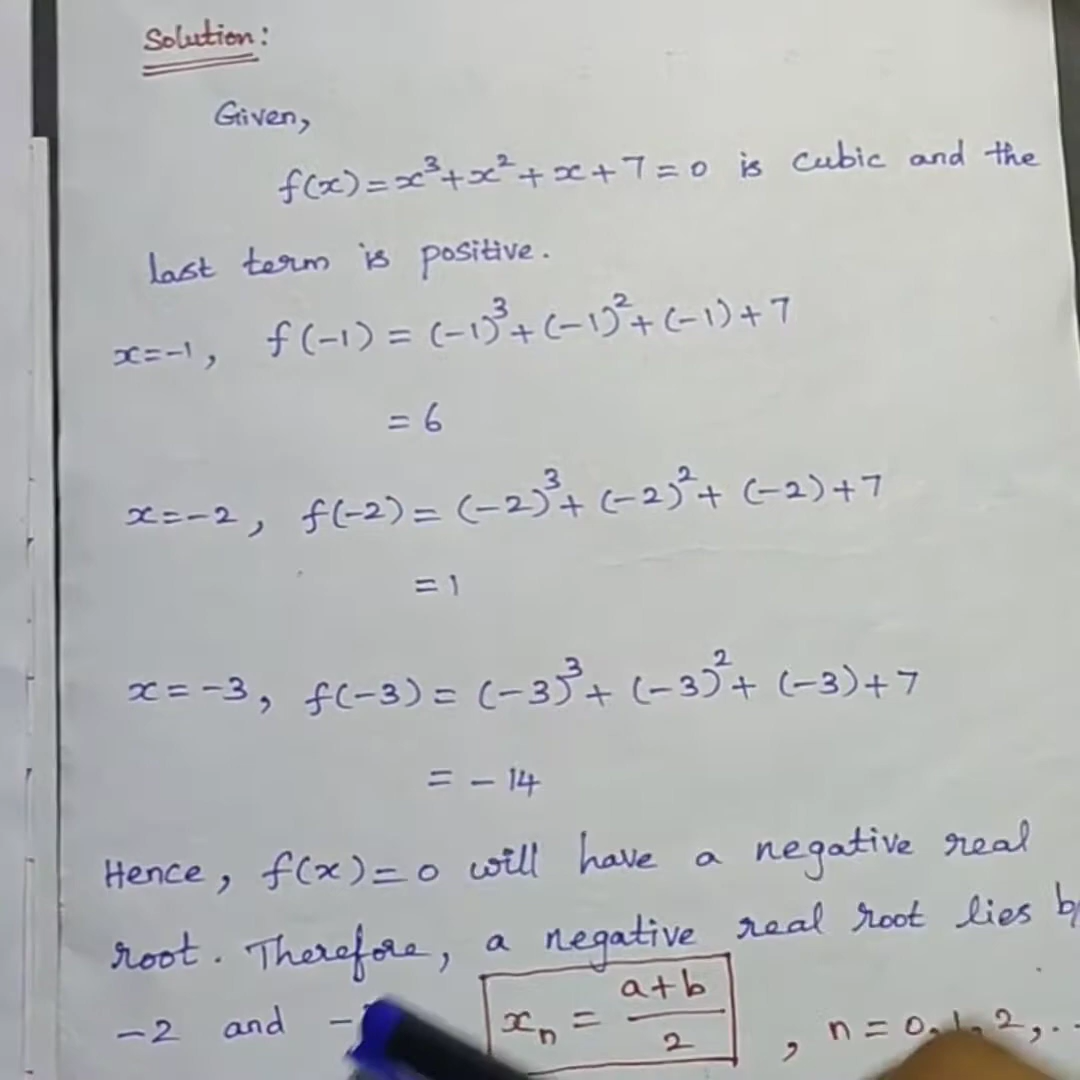 Solution:
Given,
f(x) = x³ + x² + x + 7 = 0 is cubic and the
last term is positive.
x = -1, f(-1) = (-1)³ + (-1)² + (-1) + 7
= 6
x = -2, f(-2) = (-2)³ + (-2)² + (-2) + 7
= 1
x = -3, f(-3) = (-3)³ + (-3)² + (-3) + 7
= -14
Hence, f(x) = 0 will have a negative real
root. Therefore, a negative real root lies
-2 and - xₙ = (a+b)/2 , n = 0, 1, 2, ..